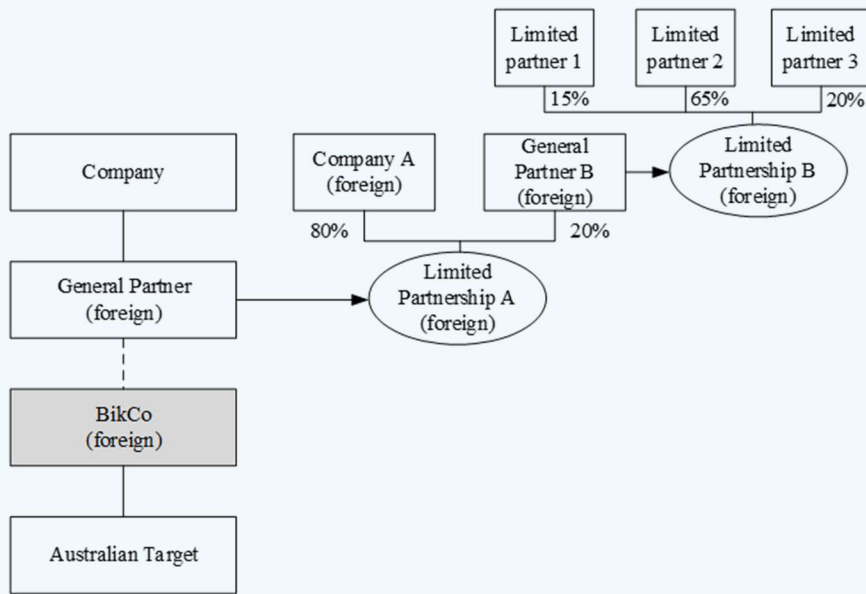 Limited
partner 1
Limited
partner 2
Limited
partner 3
15%
65%
20%
Company
Company A
(foreign)
General
Partner B
(foreign)
Limited
Partnership B
(foreign)
80%
20%
General Partner
(foreign)
Limited
Partnership A
(foreign)
BikCo
(foreign)
Australian Target